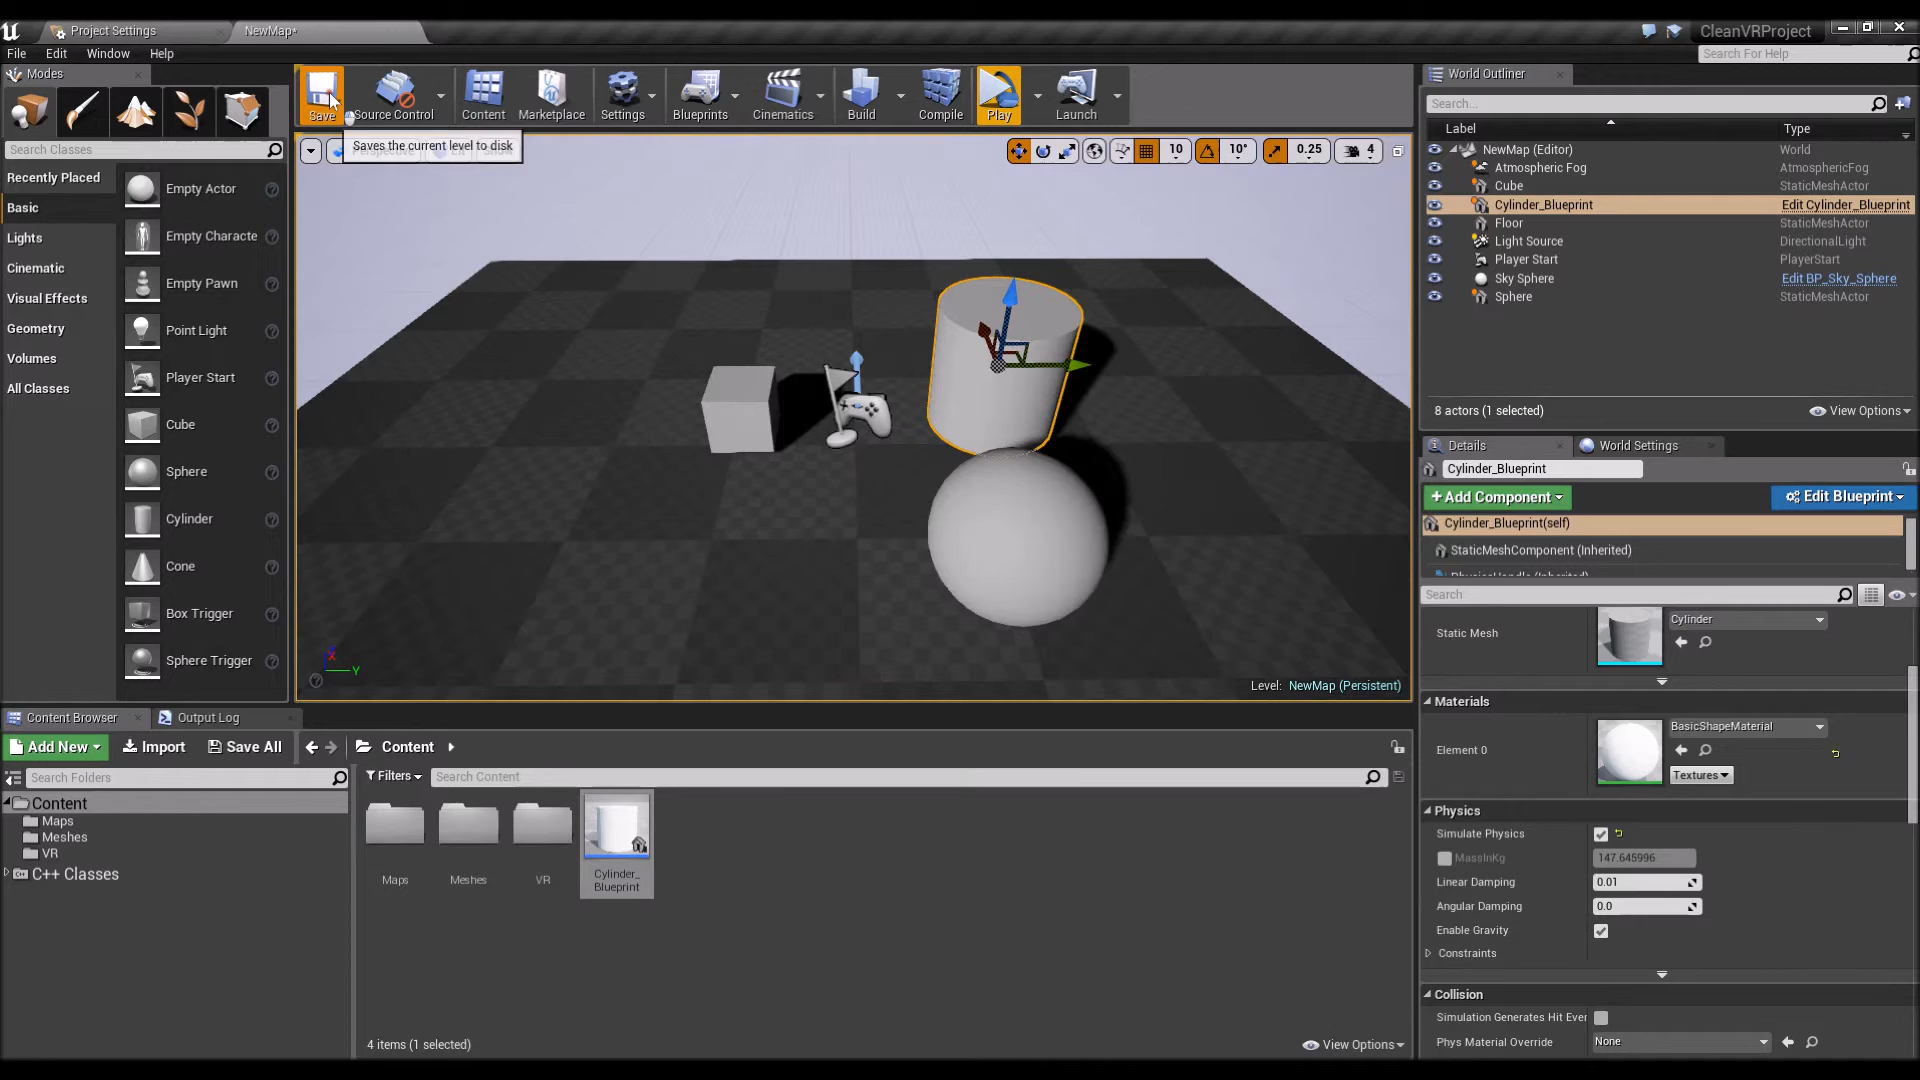 Project Settings
NewMap*
CleanVRProject
File Edit Window Help
Search For Help
Modes
Search Classes
Recently Placed
Basic
Lights
Cinematic
Visual Effects
Geometry
Volumes
All Classes
Empty Actor
Empty Characte
Empty Pawn
Point Light
Player Start
Cube
Sphere
Cylinder
Cone
Box Trigger
Sphere Trigger
Save
Source Control
Content
Marketplace
Settings
Blueprints
Cinematics
Build
Compile
Play
Launch
Saves the current level to disk
10
10°
0.25
4
X
Y
Level: NewMap (Persistent)
World Outliner
Search...
Label Type
NewMap (Editor) World
Atmospheric Fog AtmosphericFog
Cube StaticMeshActor
Cylinder_Blueprint Edit Cylinder_Blueprint
Floor StaticMeshActor
Light Source DirectionalLight
Player Start PlayerStart
Sky Sphere Edit BP_Sky_Sphere
Sphere StaticMeshActor
8 actors (1 selected)
View Options
Details
World Settings
Cylinder_Blueprint
+Add Component
Edit Blueprint
Cylinder_Blueprint(self)
StaticMeshComponent (Inherited)
PhysicsHandle (Inherited)
Search
Static Mesh
Cylinder
Materials
Element 0
BasicShapeMaterial
Textures
Physics
Simulate Physics
MassInKg 147.645996
Linear Damping 0.01
Angular Damping 0.0
Enable Gravity
Constraints
Collision
Simulation Generates Hit Ever
Phys Material Override None
Content Browser
Output Log
Add New
Import
Save All
Content
Search Folders
Filters
Search Content
Content
Maps
Meshes
VR
C++ Classes
Maps
Meshes
VR
Cylinder_
Blueprint
4 items (1 selected)
View Options